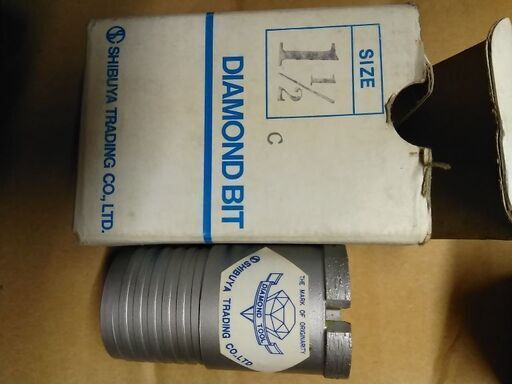 SIZE
1 1/2
C
DIAMOND BIT
SHIBUYA TRADING CO., LTD.
THE MARK OF ORIGINARITY
DIAMOND TOOL
SHIBUYA TRADING CO., LTD.